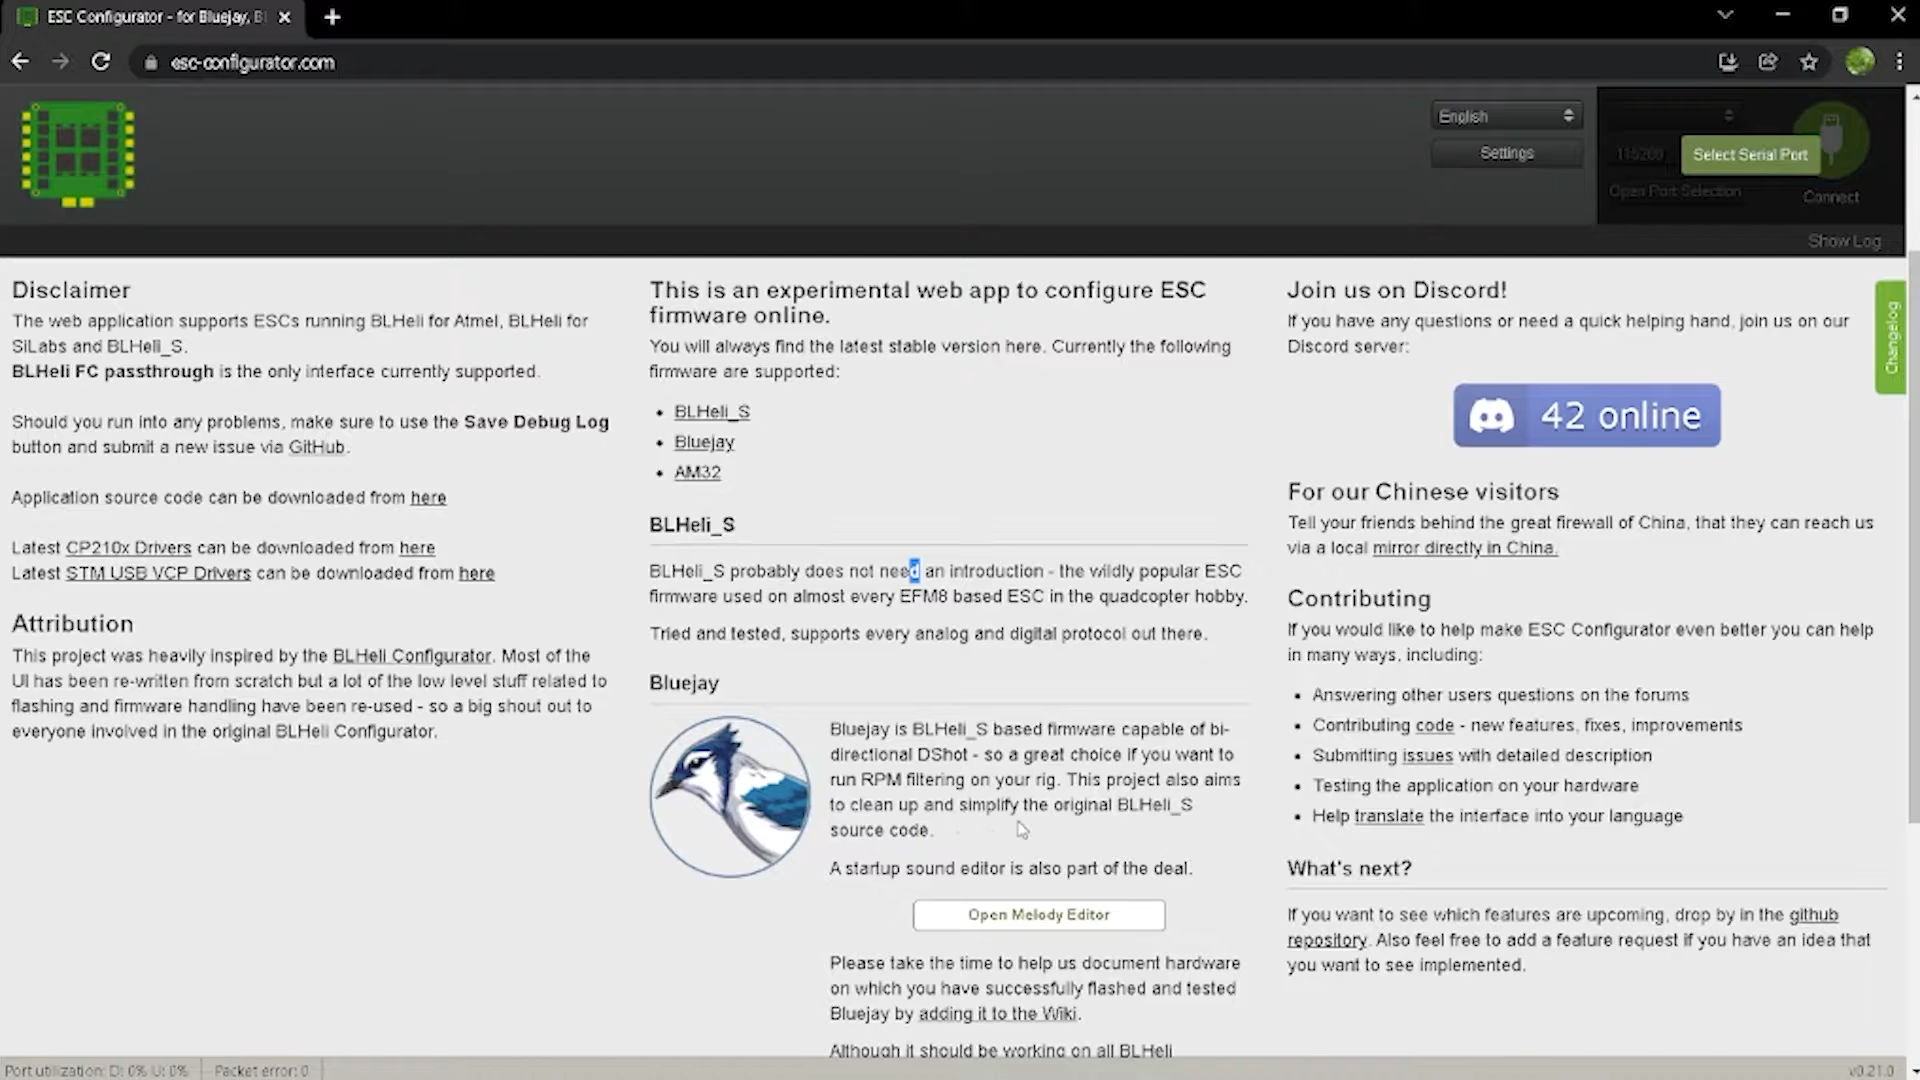 ESC Configurator - for Bluejay, B
esc-configurator.com
English
Settings
115200
Select Serial Port
Open Port Selection
Connect
Show Log
Changelog
Disclaimer
The web application supports ESCs running BLHeli for Atmel, BLHeli for
SiLabs and BLHeli_S.
BLHeli FC passthrough is the only interface currently supported.
Should you run into any problems, make sure to use the Save Debug Log
button and submit a new issue via GitHub.
Application source code can be downloaded from here
Latest CP210x Drivers can be downloaded from here
Latest STM USB VCP Drivers can be downloaded from here
Attribution
This project was heavily inspired by the BLHeli Configurator. Most of the
UI has been re-written from scratch but a lot of the low level stuff related to
flashing and firmware handling have been re-used - so a big shout out to
everyone involved in the original BLHeli Configurator.
This is an experimental web app to configure ESC
firmware online.
You will always find the latest stable version here. Currently the following
firmware are supported:
• BLHeli_S
• Bluejay
• AM32
BLHeli_S
BLHeli_S probably does not need an introduction - the wildly popular ESC
firmware used on almost every EFM8 based ESC in the quadcopter hobby.
Tried and tested, supports every analog and digital protocol out there.
Bluejay
Bluejay is BLHeli_S based firmware capable of bi-
directional DShot - so a great choice if you want to
run RPM filtering on your rig. This project also aims
to clean up and simplify the original BLHeli_S
source code.
A startup sound editor is also part of the deal.
Open Melody Editor
Please take the time to help us document hardware
on which you have successfully flashed and tested
Bluejay by adding it to the Wiki.
Although it should be working on all BLHeli
Join us on Discord!
If you have any questions or need a quick helping hand, join us on our
Discord server:
42 online
For our Chinese visitors
Tell your friends behind the great firewall of China, that they can reach us
via a local mirror directly in China.
Contributing
If you would like to help make ESC Configurator even better you can help
in many ways, including:
• Answering other users questions on the forums
• Contributing code - new features, fixes, improvements
• Submitting issues with detailed description
• Testing the application on your hardware
• Help translate the interface into your language
What's next?
If you want to see which features are upcoming, drop by in the github
repository. Also feel free to add a feature request if you have an idea that
you want to see implemented.
Port utilization: D: 0% U: 0%
Packet error: 0
v0.21.0